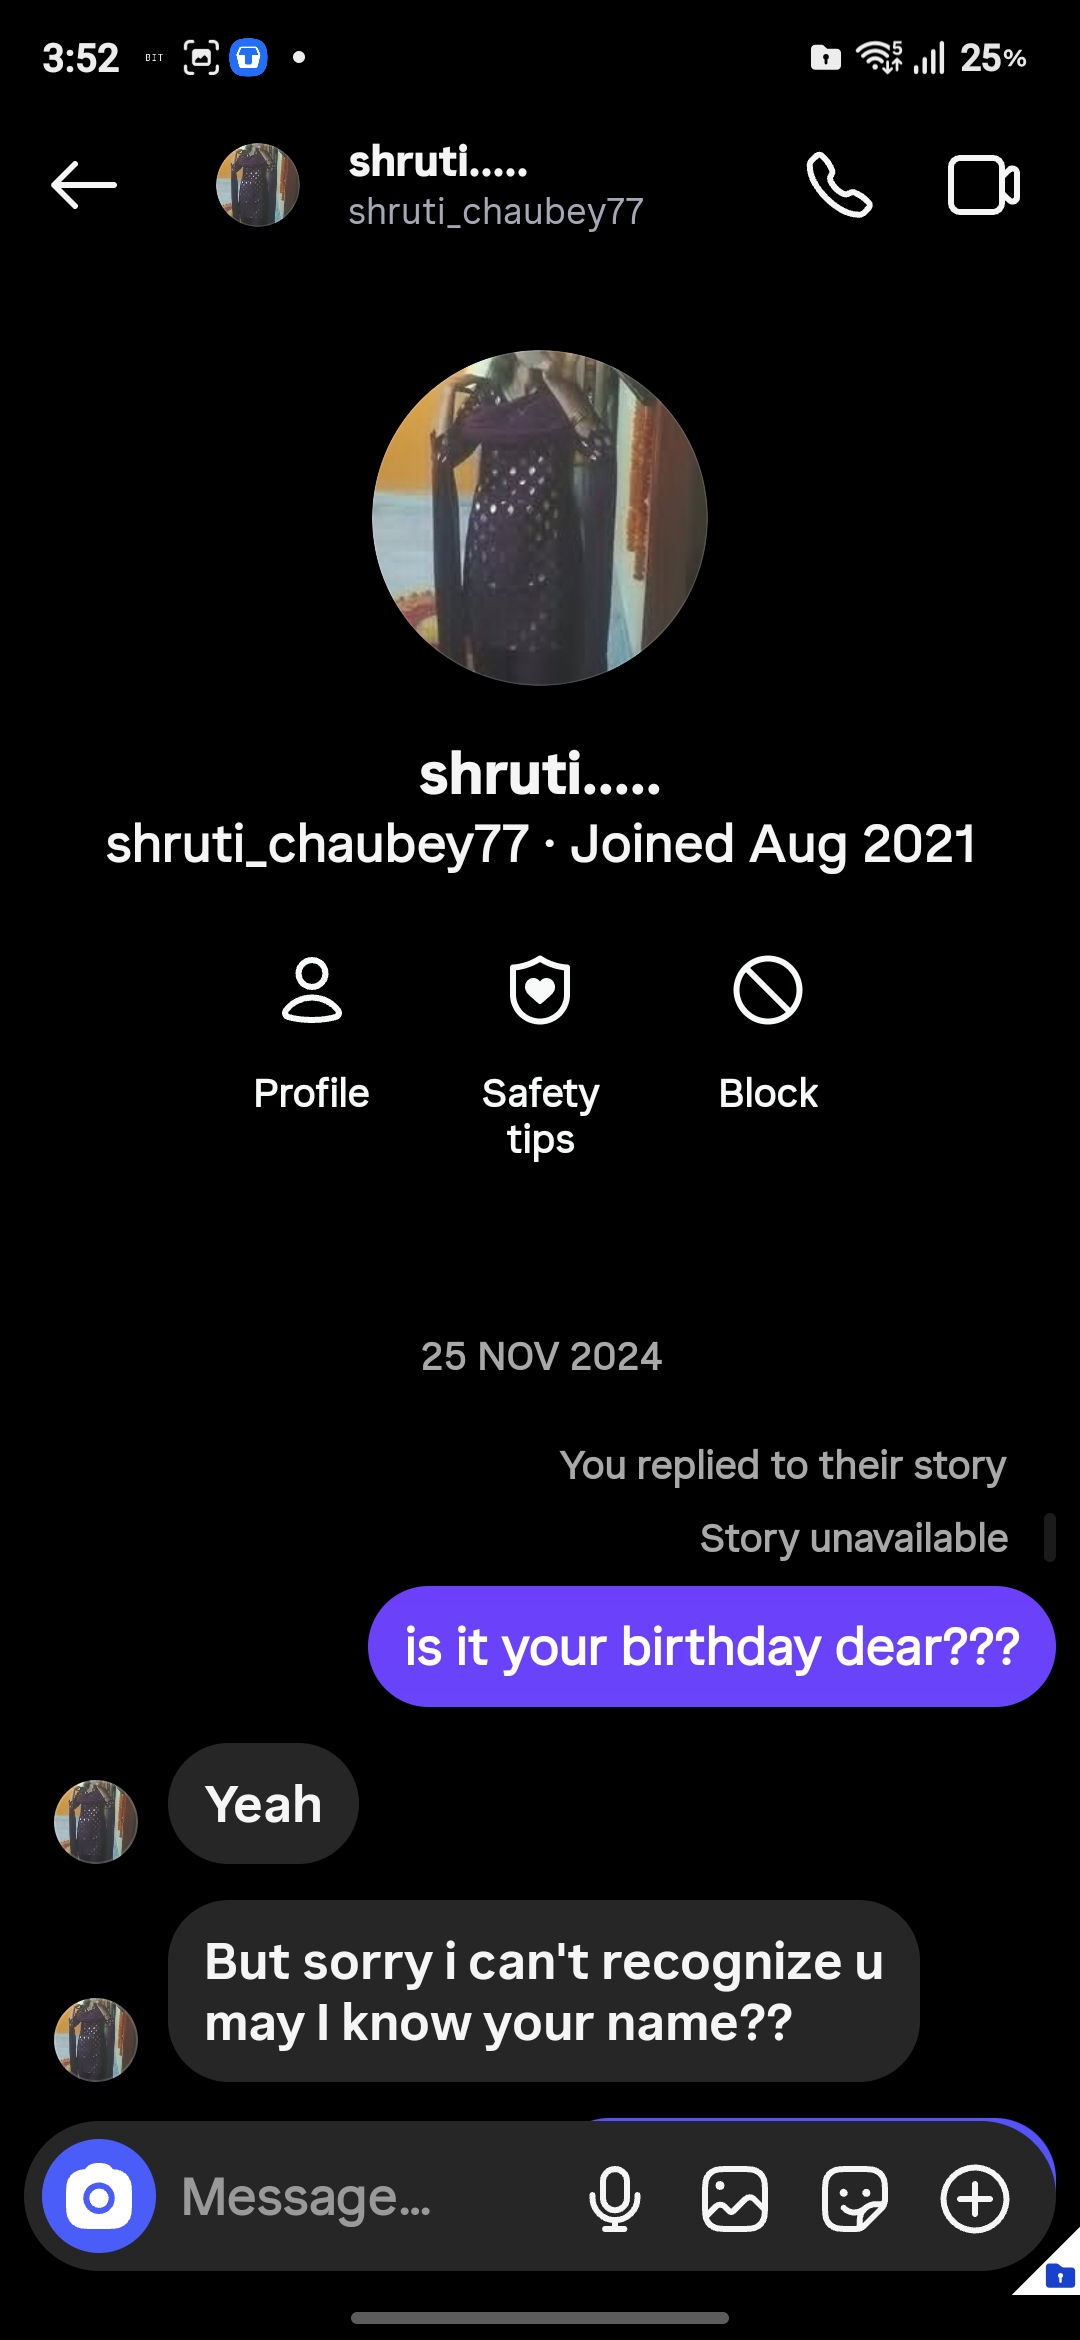 3:52
BIT
5
25%
shruti.....
shruti_chaubey77
shruti.....
shruti_chaubey77 · Joined Aug 2021
Profile
Safety
tips
Block
25 NOV 2024
You replied to their story
Story unavailable
is it your birthday dear???
Yeah
But sorry i can't recognize u
may I know your name??
Message...